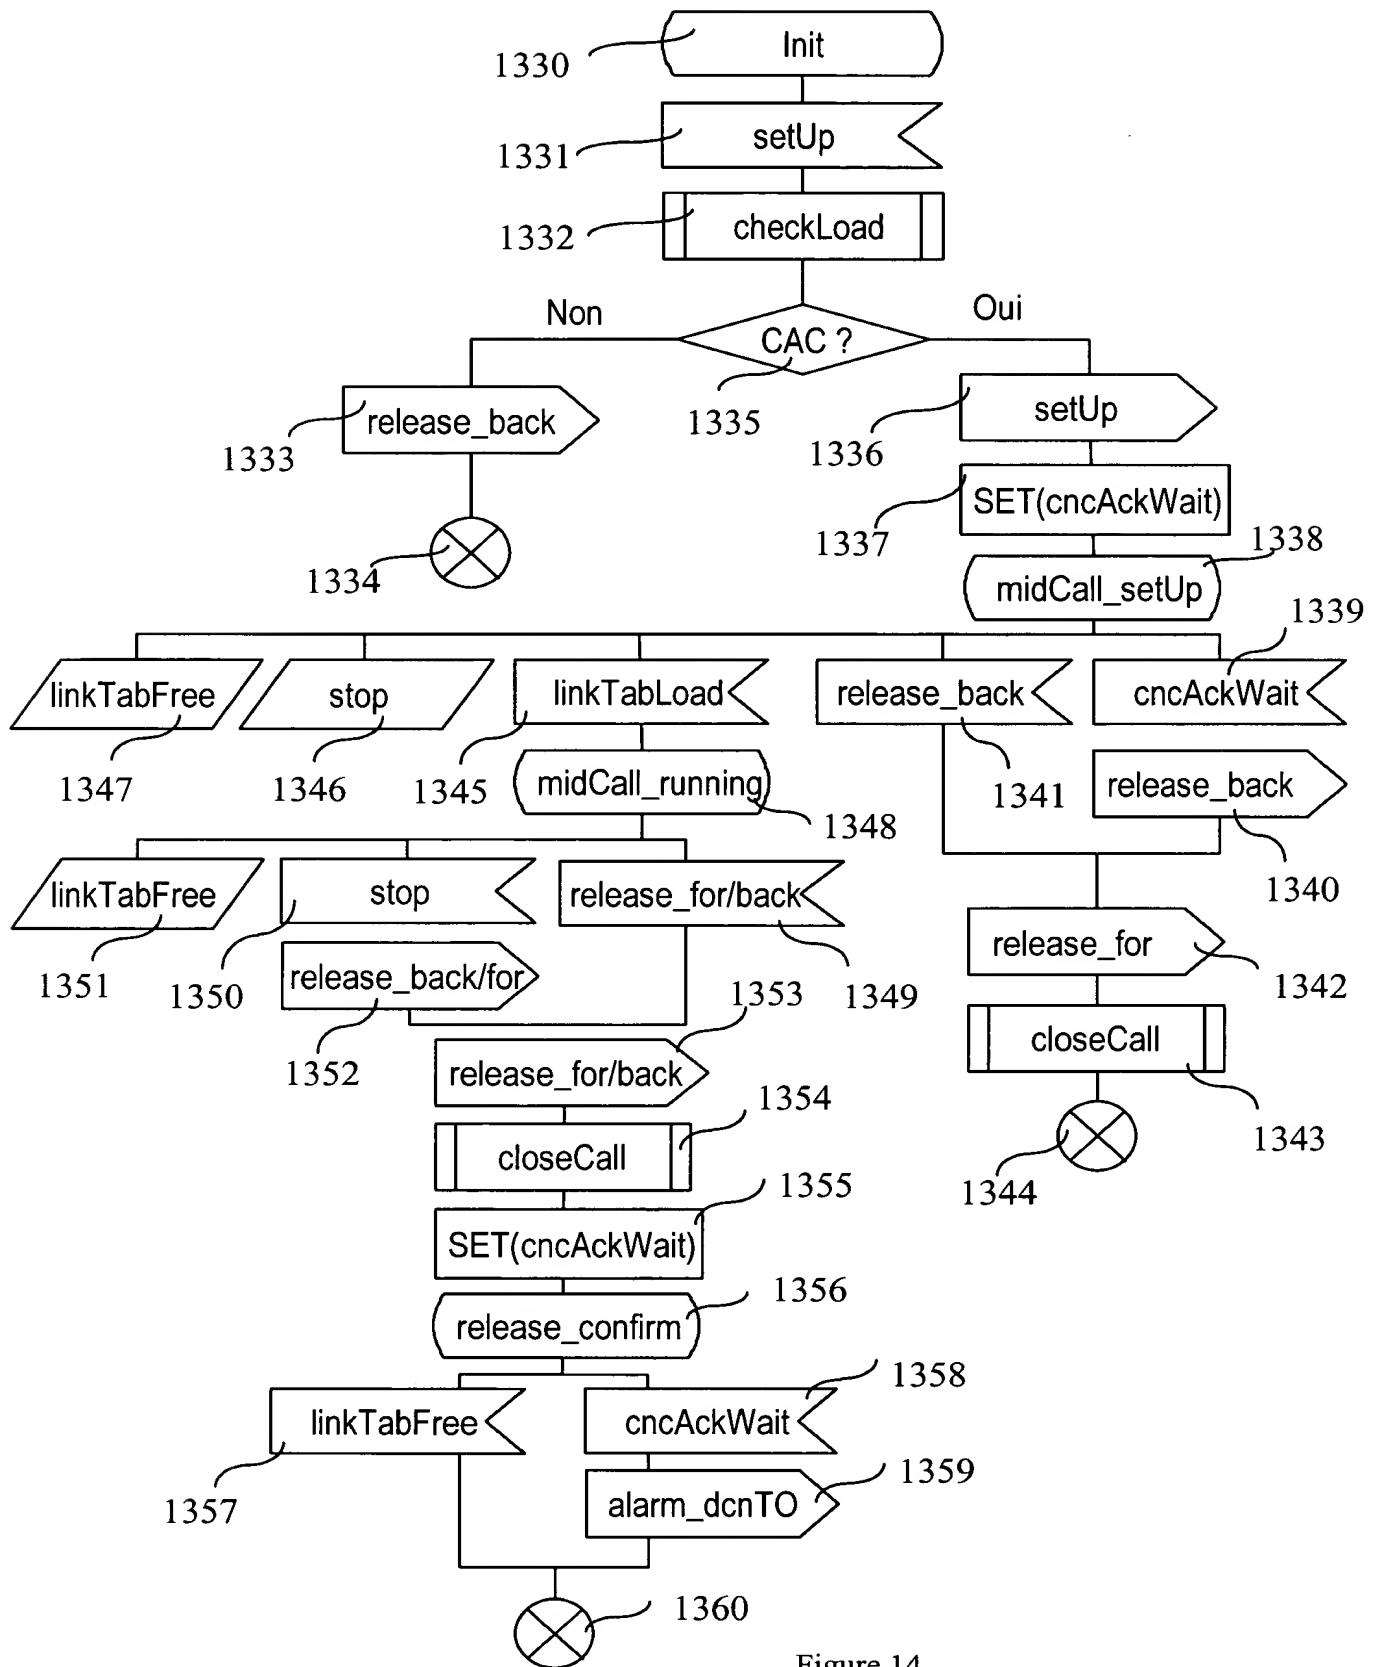 Init
1330
setUp
1331
checkLoad
1332
Non
Oui
CAC ?
1335
release_back
1333
1334
setUp
1336
SET(cncAckWait)
1337
1338
midCall_setUp
1339
linkTabFree
stop
linkTabLoad
release_back
cncAckWait
1347
1346
1345
1341
midCall_running
1348
release_back
1340
linkTabFree
stop
release_for/back
1351
1350
1349
release_for
1342
release_back/for
1352
1353
closeCall
1343
release_for/back
1354
1344
closeCall
1355
SET(cncAckWait)
1356
release_confirm
1358
linkTabFree
cncAckWait
1357
1359
alarm_dcnTO
1360
Figure 14